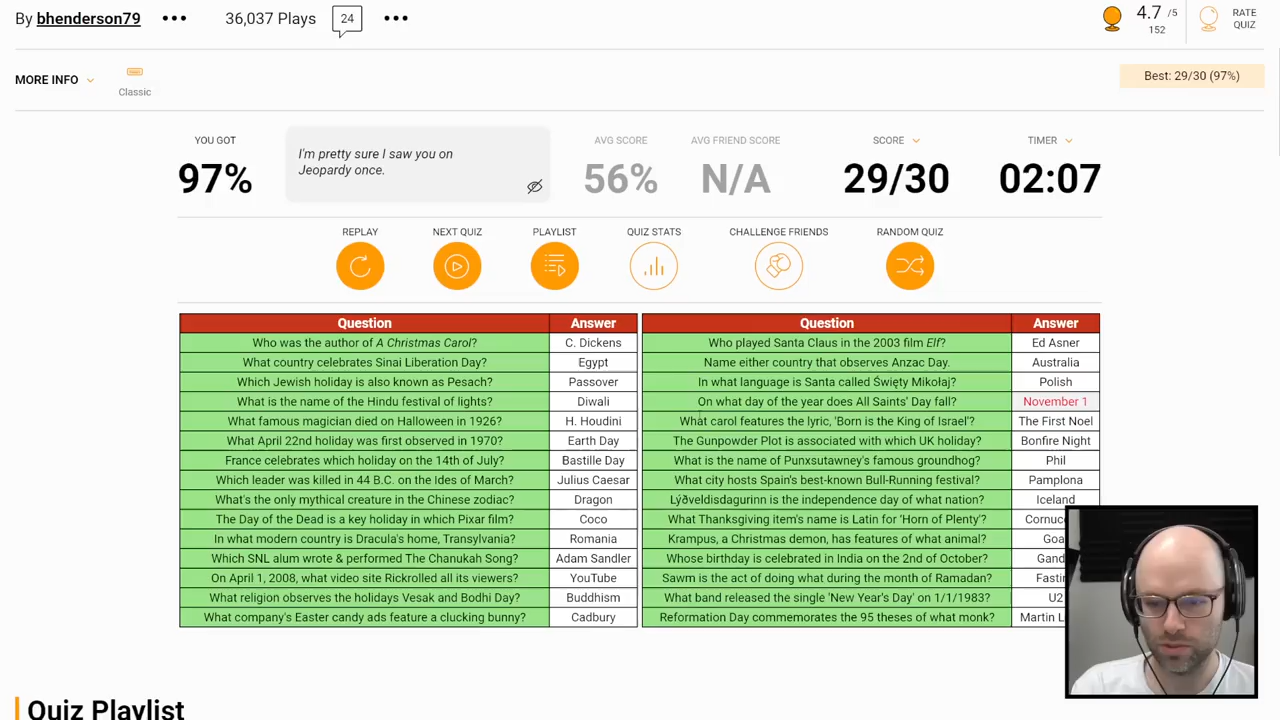 By bhenderson79 ••• 36,037 Plays 24 •••
4.7 /5
152
RATE QUIZ
MORE INFO
Classic
Best: 29/30 (97%)
YOU GOT
97%
I'm pretty sure I saw you on
Jeopardy once.
AVG SCORE
56%
AVG FRIEND SCORE
N/A
SCORE
29/30
TIMER
02:07
REPLAY
NEXT QUIZ
PLAYLIST
QUIZ STATS
CHALLENGE FRIENDS
RANDOM QUIZ
Question Answer
Who was the author of A Christmas Carol? C. Dickens
What country celebrates Sinai Liberation Day? Egypt
Which Jewish holiday is also known as Pesach? Passover
What is the name of the Hindu festival of lights? Diwali
What famous magician died on Halloween in 1926? H. Houdini
What April 22nd holiday was first observed in 1970? Earth Day
France celebrates which holiday on the 14th of July? Bastille Day
Which leader was killed in 44 B.C. on the Ides of March? Julius Caesar
What's the only mythical creature in the Chinese zodiac? Dragon
The Day of the Dead is a key holiday in which Pixar film? Coco
In what modern country is Dracula's home, Transylvania? Romania
Which SNL alum wrote & performed The Chanukah Song? Adam Sandler
On April 1, 2008, what video site Rickrolled all its viewers? YouTube
What religion observes the holidays Vesak and Bodhi Day? Buddhism
What company's Easter candy ads feature a clucking bunny? Cadbury
Question Answer
Who played Santa Claus in the 2003 film Elf? Ed Asner
Name either country that observes Anzac Day. Australia
In what language is Santa called Święty Mikołaj? Polish
On what day of the year does All Saints' Day fall? November 1
What carol features the lyric, 'Born is the King of Israel'? The First Noel
The Gunpowder Plot is associated with which UK holiday? Bonfire Night
What is the name of Punxsutawney's famous groundhog? Phil
What city hosts Spain's best-known Bull-Running festival? Pamplona
Lýðveldisdagurinn is the independence day of what nation? Iceland
What Thanksgiving item's name is Latin for 'Horn of Plenty'?
Krampus, a Christmas demon, has features of what animal?
Whose birthday is celebrated in India on the 2nd of October?
Sawm is the act of doing what during the month of Ramadan?
What band released the single 'New Year's Day' on 1/1/1983? U2
Reformation Day commemorates the 95 theses of what monk? Martin
Quiz Playlist